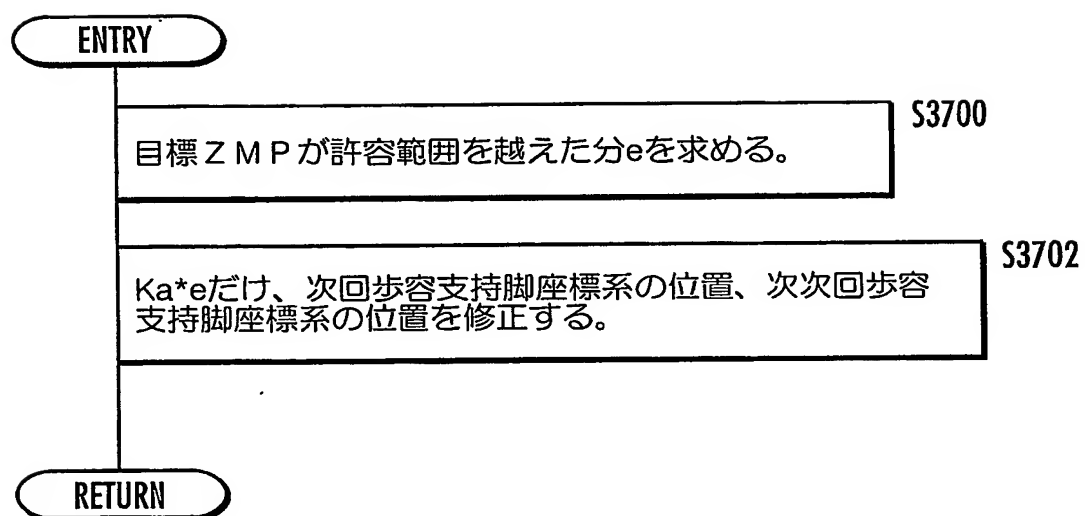 ENTRY
S3700
目標ZMPが許容範囲を越えた分eを求める。
S3702
Ka*eだけ、次回歩容支持脚座標系の位置、次次回歩容
支持脚座標系の位置を修正する。
RETURN